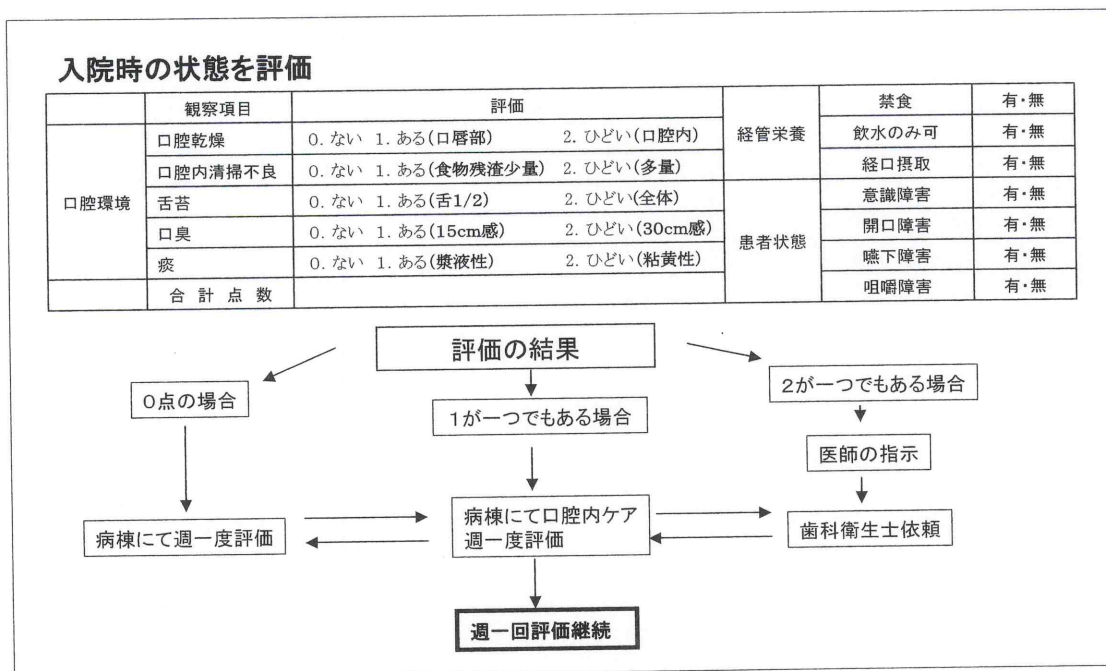 入院時の状態を評価
観察項目 評価 禁食 有・無
口腔環境 口腔乾燥 0. ない 1. ある(口唇部) 2. ひどい(口腔内) 経管栄養 飲水のみ可 有・無
口腔内清掃不良 0. ない 1. ある(食物残渣少量) 2. ひどい(多量) 経口摂取 有・無
舌苔 0. ない 1. ある(舌1/2) 2. ひどい(全体) 患者状態 意識障害 有・無
口臭 0. ない 1. ある(15cm感) 2. ひどい(30cm感) 開口障害 有・無
痰 0. ない 1. ある(漿液性) 2. ひどい(粘黄性) 嚥下障害 有・無
合計点数 咀嚼障害 有・無
評価の結果
0点の場合
1が一つでもある場合
2が一つでもある場合
医師の指示
病棟にて週一度評価
病棟にて口腔内ケア
週一度評価
歯科衛生士依頼
週一回評価継続